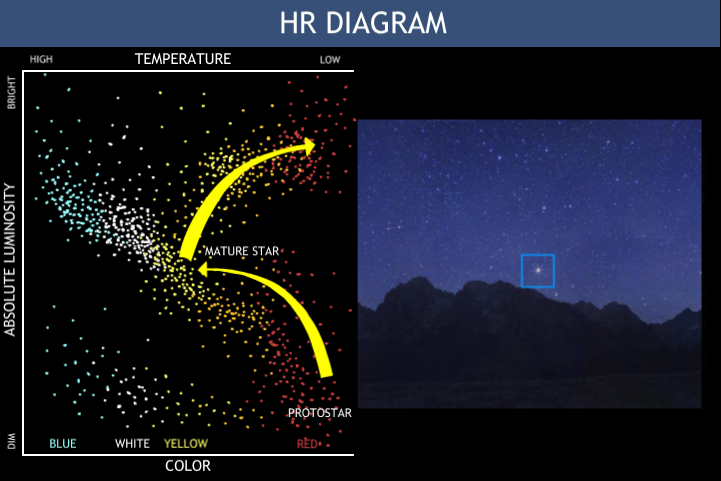 HR DIAGRAM
HIGH TEMPERATURE LOW
BRIGHT
ABSOLUTE LUMINOSITY
DIM
MATURE STAR
PROTOSTAR
BLUE WHITE YELLOW RED
COLOR